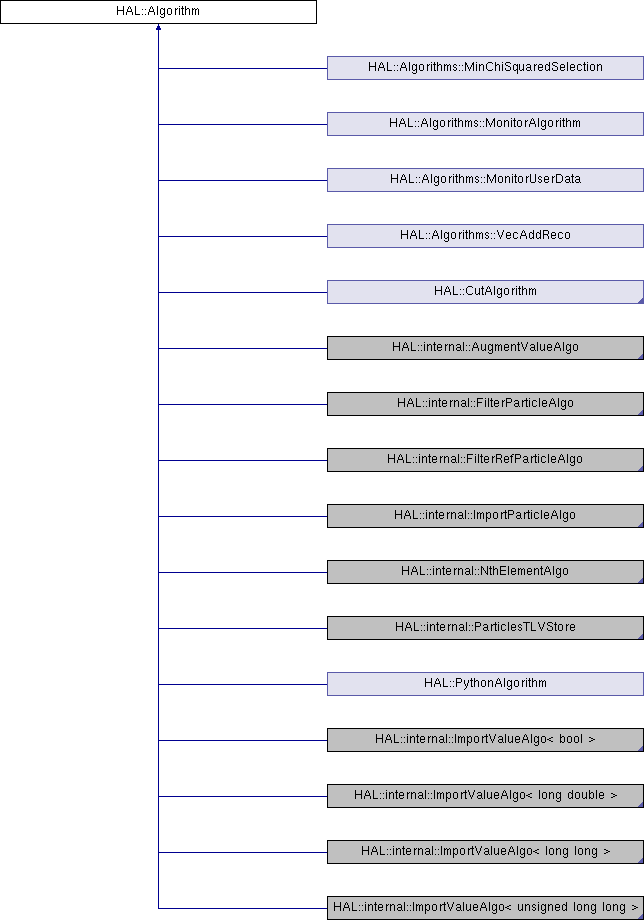 HAL::Algorithm
HAL::Algorithms::MinChiSquaredSelection
HAL::Algorithms::MonitorAlgorithm
HAL::Algorithms::MonitorUserData
HAL::Algorithms::VecAddReco
HAL::CutAlgorithm
HAL::internal::AugmentValueAlgo
HAL::internal::FilterParticleAlgo
HAL::internal::FilterRefParticleAlgo
HAL::internal::ImportParticleAlgo
HAL::internal::NthElementAlgo
HAL::internal::ParticlesTLVStore
HAL::PythonAlgorithm
HAL::internal::ImportValueAlgo< bool >
HAL::internal::ImportValueAlgo< long double >
HAL::internal::ImportValueAlgo< long long >
HAL::internal::ImportValueAlgo< unsigned long long >